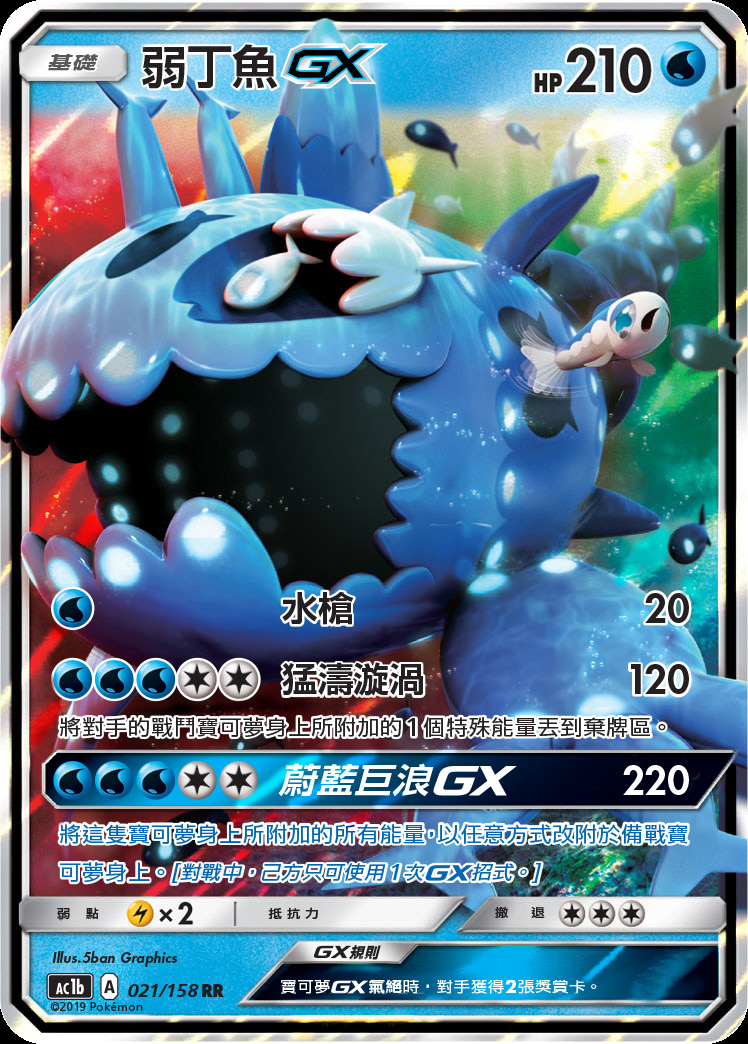 基礎 弱丁魚GX HP210
水槍 20
猛濤漩渦 120
將對手的戰鬥寶可夢身上所附加的1個特殊能量丟到棄牌區。
蔚藍巨浪GX 220
將這隻寶可夢身上所附加的所有能量,以任意方式改附於備戰寶
可夢身上。[對戰中,己方只可使用1次GX招式。]
弱點 ×2 抵抗力 撤退
Illus.5ban Graphics
GX規則
AC1b A 021/158 RR
寶可夢GX氣絕時,對手獲得2張獎賞卡。
©2019 Pokémon